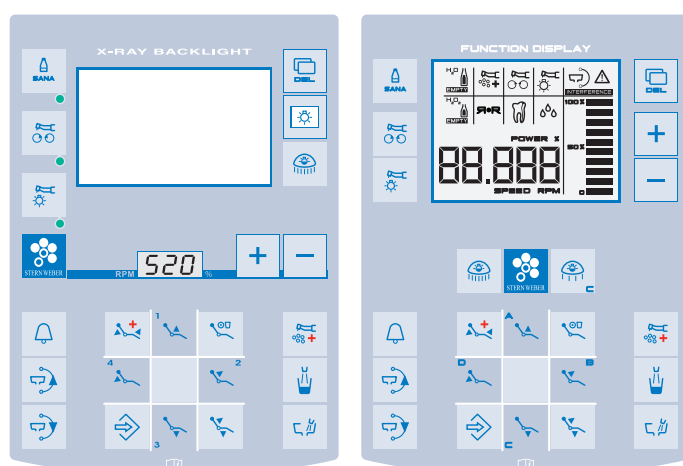 X-RAY BACKLIGHT
SANA
DEL
STERN WEBER
RPM
520
%
1
4
2
3
FUNCTION DISPLAY
SANA
H₂O
EMPTY
INTERFERENCE
H₂O₂
EMPTY
R•R
100 %
POWER %
50 %
88.888
SPEED RPM
0
DEL
STERN WEBER
C
A
D
B
C